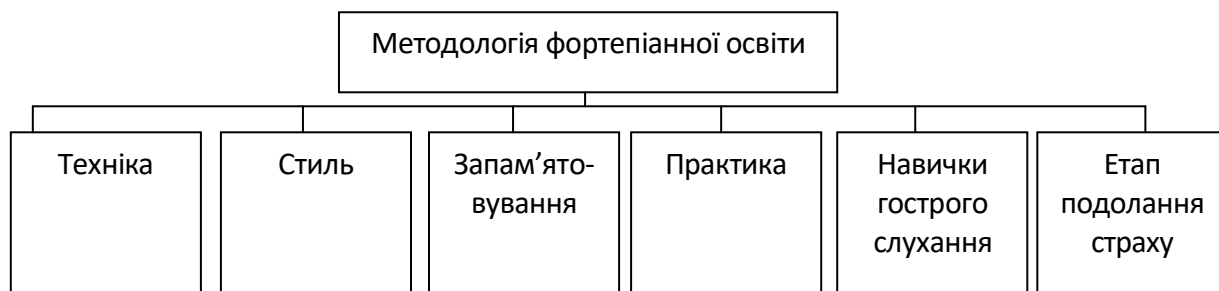 Методологія фортепіанної освіти
Техніка
Стиль
Запам’ято-
вування
Практика
Навички
гострого
слухання
Етап
подолання
страху